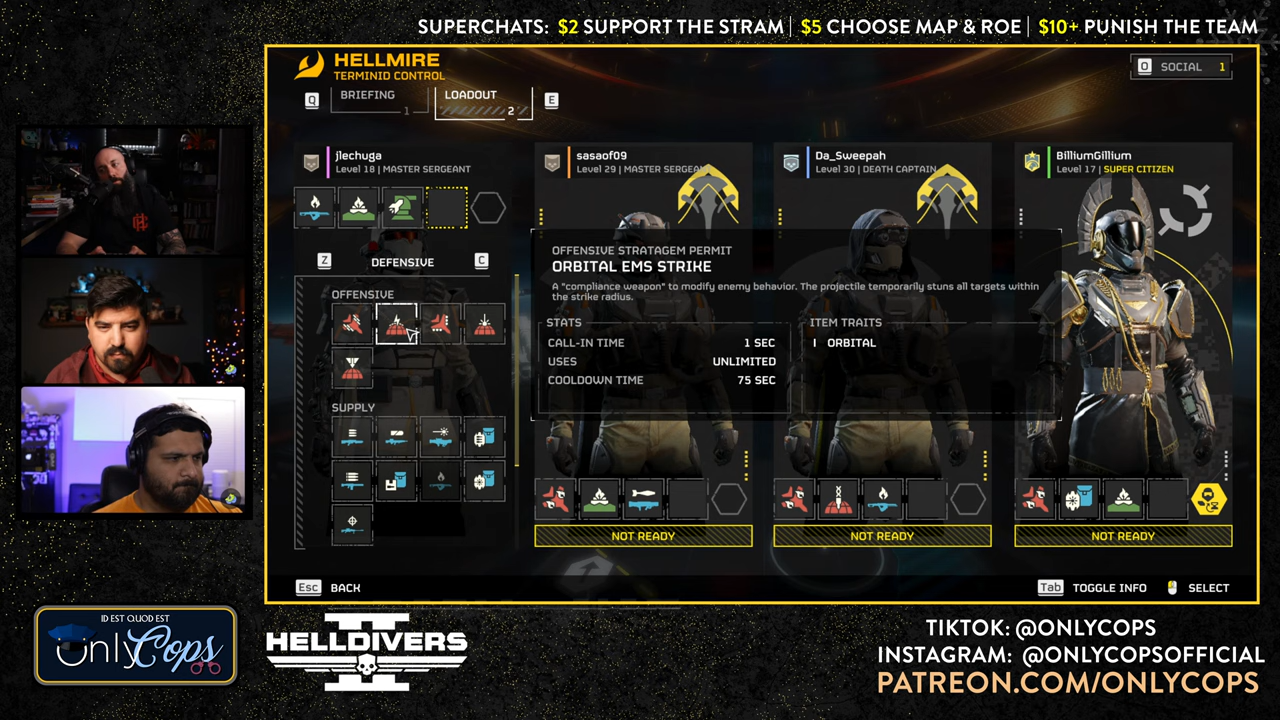 SUPERCHATS: $2 SUPPORT THE STRAM | $5 CHOOSE MAP & ROE | $10+ PUNISH THE TEAM
HELLMIRE
TERMINID CONTROL
O SOCIAL 1
Q BRIEFING 1 LOADOUT 2 E
jlechuga
Level 18 | MASTER SERGEANT
sasaof09
Level 29 | MASTER SERGEANT
Da_Sweepah
Level 30 | DEATH CAPTAIN
BilliumGillium
Level 17 | SUPER CITIZEN
Z DEFENSIVE C
OFFENSIVE
SUPPLY
OFFENSIVE STRATAGEM PERMIT
ORBITAL EMS STRIKE
A "compliance weapon" to modify enemy behavior. The projectile temporarily stuns all targets within
the strike radius.
STATS
CALL-IN TIME 1 SEC
USES UNLIMITED
COOLDOWN TIME 75 SEC
ITEM TRAITS
ORBITAL
NOT READY
NOT READY
NOT READY
Esc BACK
Tab TOGGLE INFO SELECT
ID EST QUOD EST
OnlyCops
HELLDIVERS
II
TIKTOK: @ONLYCOPS
INSTAGRAM: @ONLYCOPSOFFICIAL
PATREON.COM/ONLYCOPS